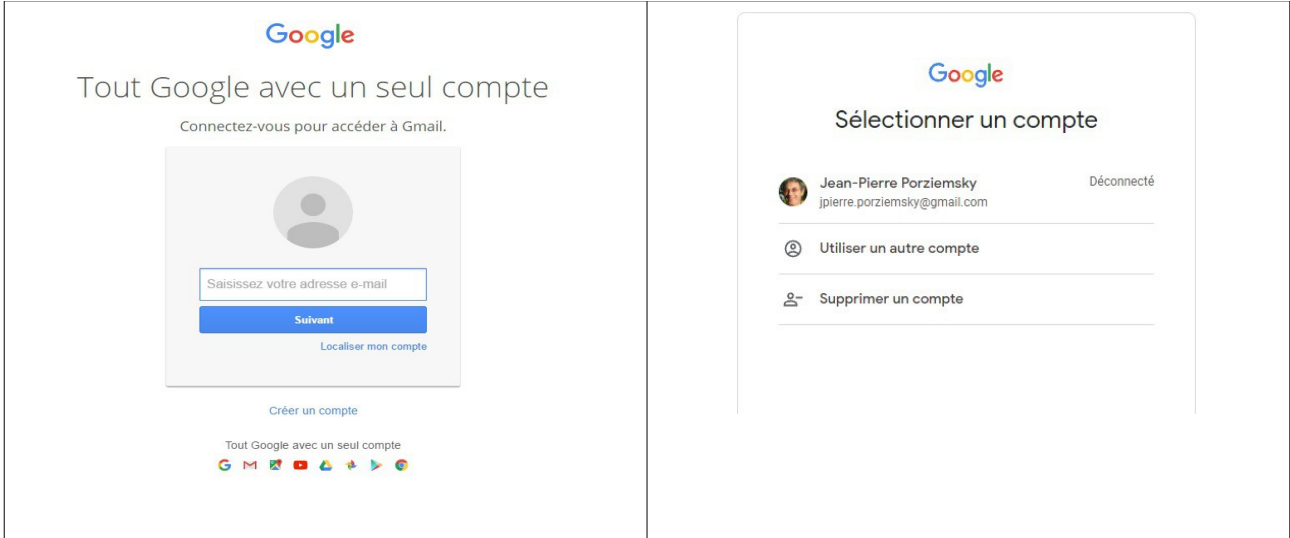 Google
Tout Google avec un seul compte
Connectez-vous pour accéder à Gmail.
Saisissez votre adresse e-mail
Suivant
Localiser mon compte
Créer un compte
Tout Google avec un seul compte
Google
Sélectionner un compte
Jean-Pierre Porziemsky
Déconnecté
jpierre.porziemsky@gmail.com
Utiliser un autre compte
Supprimer un compte